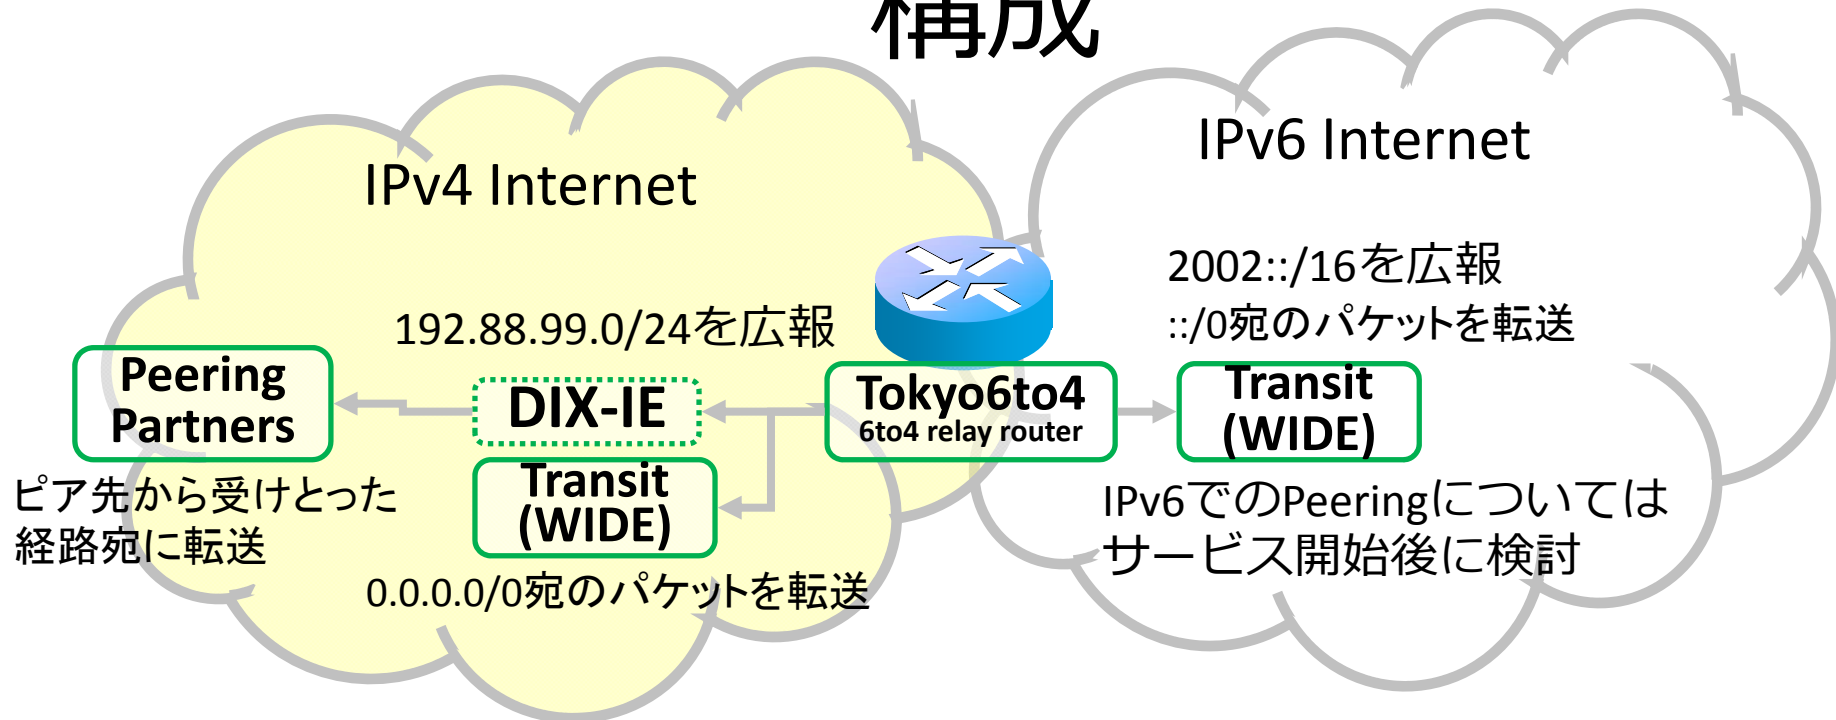 構成
IPv4 Internet
IPv6 Internet
192.88.99.0/24を広報
2002::/16を広報
::/0宛のパケットを転送
Peering
Partners
DIX-IE
Tokyo6to4
6to4 relay router
Transit
(WIDE)
Transit
(WIDE)
ピア先から受けとった
経路宛に転送
0.0.0.0/0宛のパケットを転送
IPv6でのPeeringについては
サービス開始後に検討